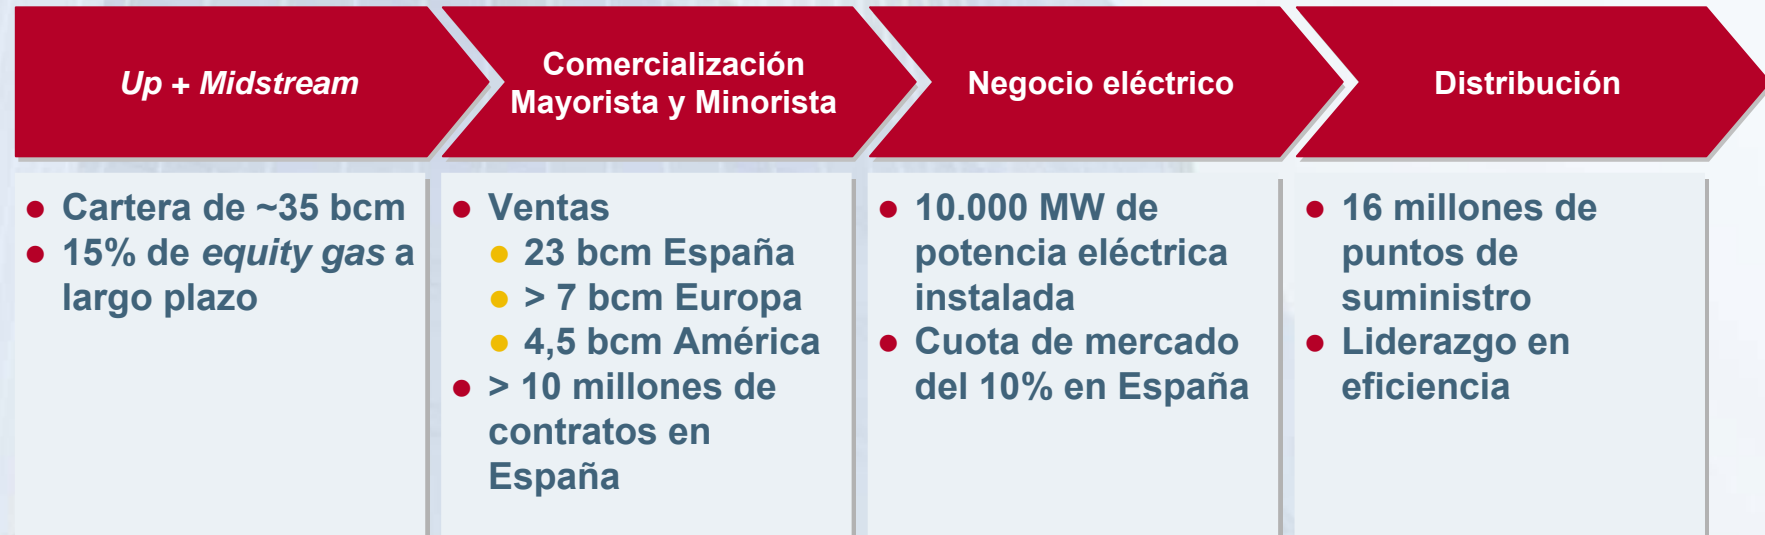 Up + Midstream
Comercialización
Mayorista y Minorista
Negocio eléctrico
Distribución
● Cartera de ~35 bcm
● 15% de equity gas a
largo plazo
● Ventas
● 23 bcm España
● > 7 bcm Europa
● 4,5 bcm América
● > 10 millones de
contratos en
España
● 10.000 MW de
potencia eléctrica
instalada
● Cuota de mercado
del 10% en España
● 16 millones de
puntos de
suministro
● Liderazgo en
eficiencia